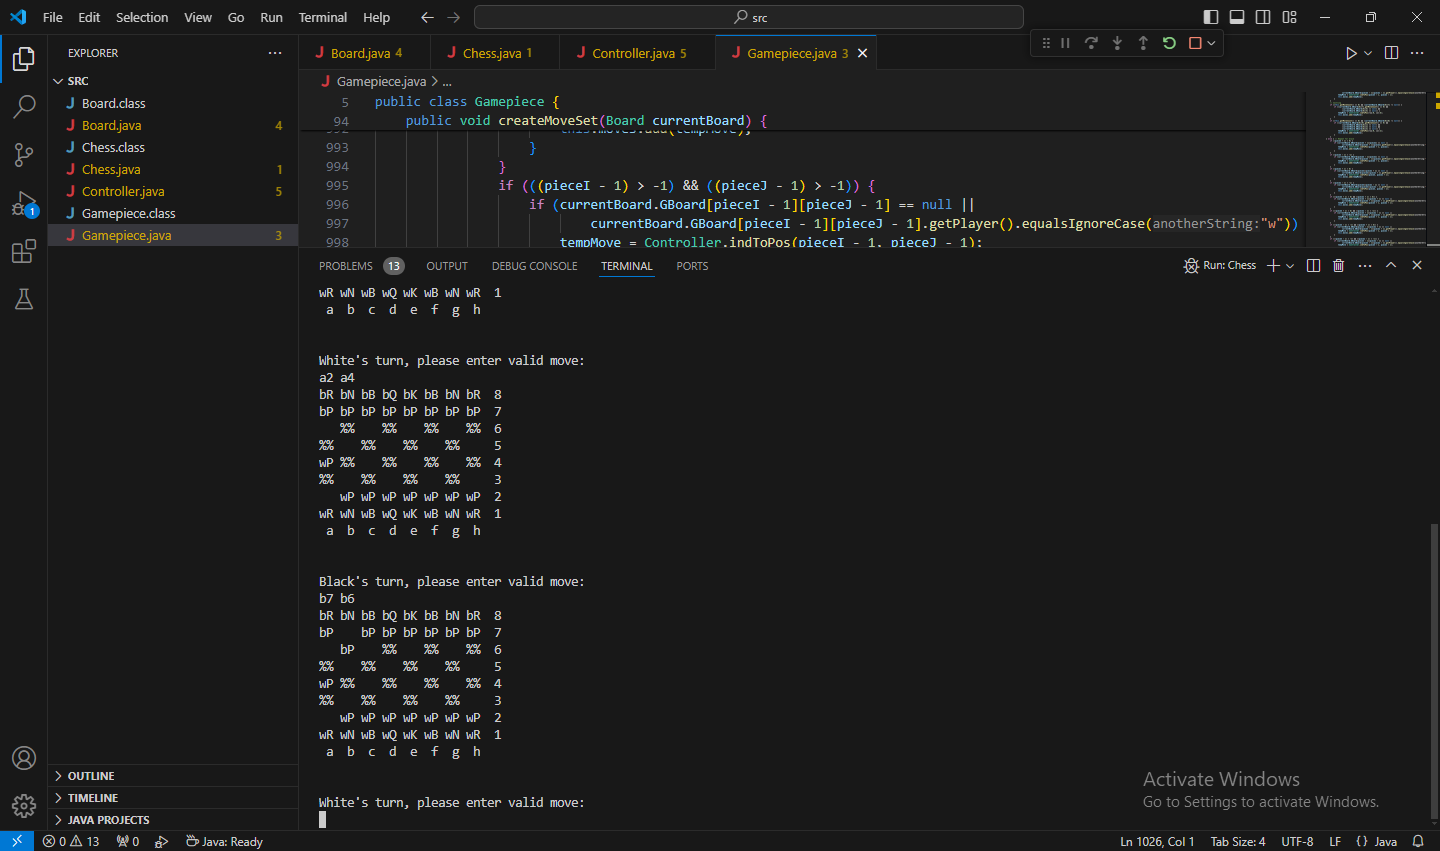 File Edit Selection View Go Run Terminal Help
src
EXPLORER
SRC
Board.class
Board.java 4
Chess.class
Chess.java 1
Controller.java 5
Gamepiece.class
Gamepiece.java 3
1
OUTLINE
TIMELINE
JAVA PROJECTS
Board.java 4 Chess.java 1 Controller.java 5 Gamepiece.java 3
Gamepiece.java > ...
5 public class Gamepiece {
94 public void createMoveSet(Board currentBoard) {
993 }
994 }
995 if (((pieceI - 1) > -1) && ((pieceJ - 1) > -1)) {
996 if (currentBoard.GBoard[pieceI - 1][pieceJ - 1] == null ||
997 currentBoard.GBoard[pieceI - 1][pieceJ - 1].getPlayer().equalsIgnoreCase(anotherString:"w"))
998 tempMove = Controller.indToPos(pieceI - 1, pieceJ - 1);
PROBLEMS 13 OUTPUT DEBUG CONSOLE TERMINAL PORTS
Run: Chess
wR wN wB wQ wK wB wN wR 1
a b c d e f g h
White's turn, please enter valid move:
a2 a4
bR bN bB bQ bK bB bN bR 8
bP bP bP bP bP bP bP bP 7
%% %% %% %% 6
%% %% %% %% 5
wP %% %% %% %% 4
%% %% %% %% 3
wP wP wP wP wP wP wP 2
wR wN wB wQ wK wB wN wR 1
a b c d e f g h
Black's turn, please enter valid move:
b7 b6
bR bN bB bQ bK bB bN bR 8
bP bP bP bP bP bP bP 7
bP %% %% %% 6
%% %% %% %% 5
wP %% %% %% %% 4
%% %% %% %% 3
wP wP wP wP wP wP wP 2
wR wN wB wQ wK wB wN wR 1
a b c d e f g h
White's turn, please enter valid move:
Activate Windows
Go to Settings to activate Windows.
0 13 0 Java: Ready
Ln 1026, Col 1 Tab Size: 4 UTF-8 LF {} Java